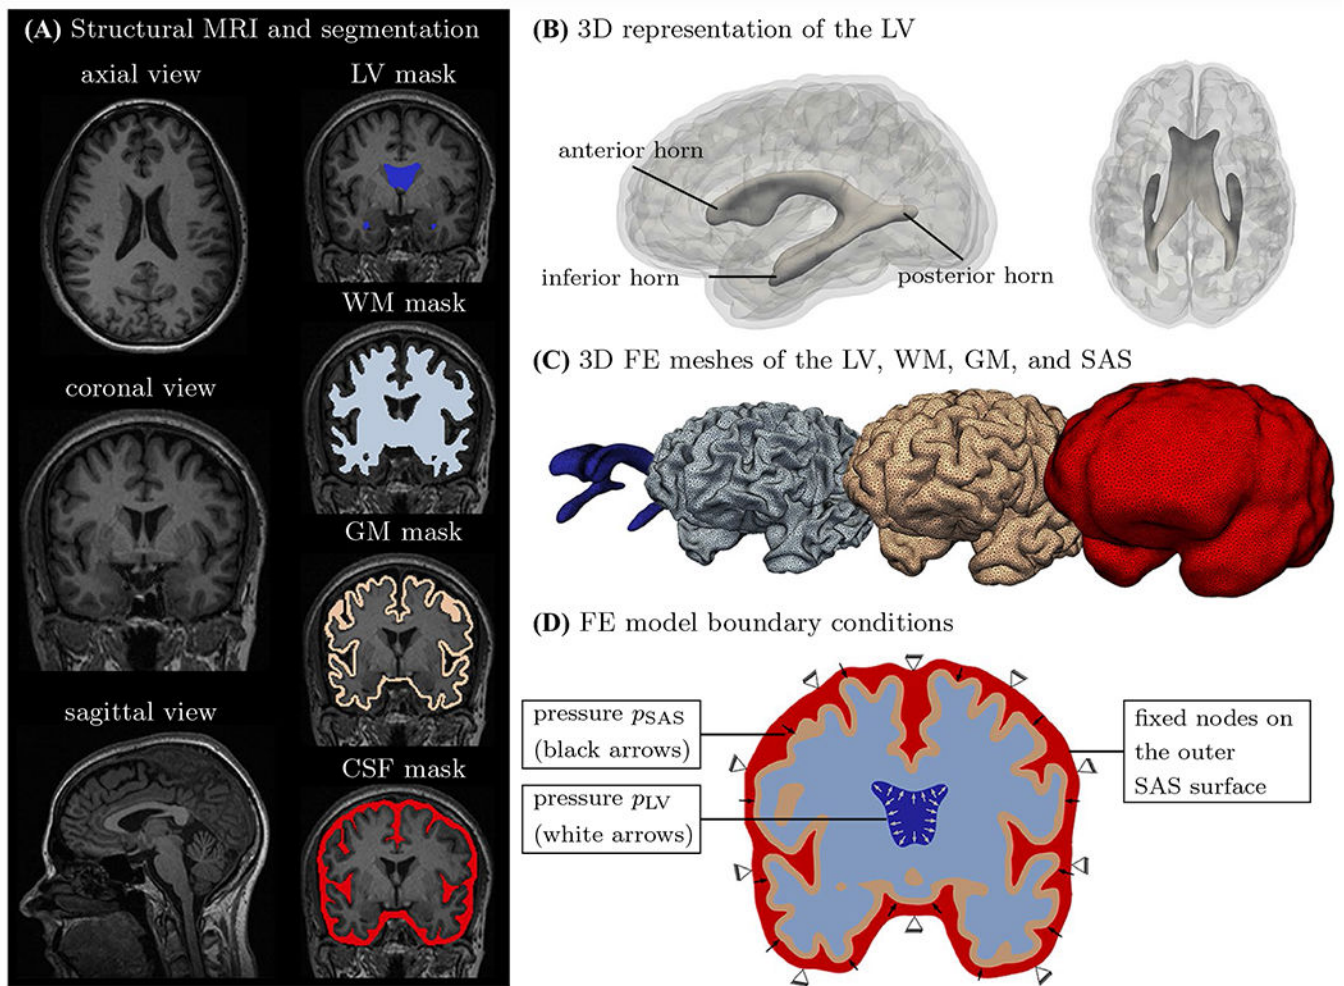 (A) Structural MRI and segmentation
axial view
LV mask
WM mask
coronal view
GM mask
sagittal view
CSF mask
(B) 3D representation of the LV
anterior horn
inferior horn
posterior horn
(C) 3D FE meshes of the LV, WM, GM, and SAS
(D) FE model boundary conditions
pressure pSAS
(black arrows)
pressure pLV
(white arrows)
fixed nodes on
the outer
SAS surface